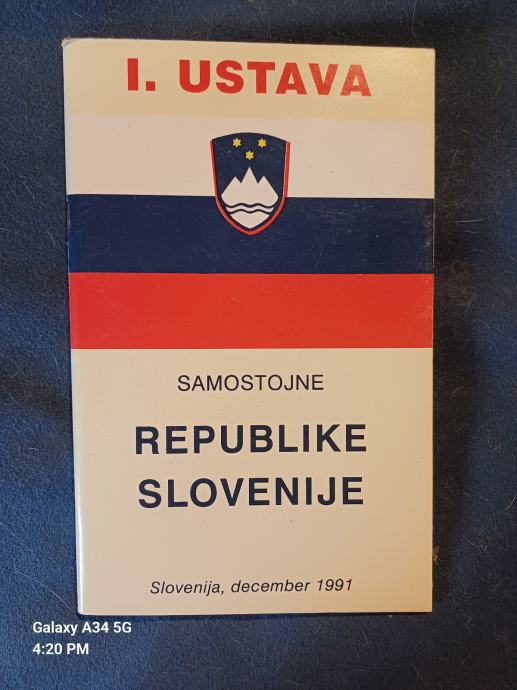 I. USTAVA
SAMOSTOJNE
REPUBLIKE
SLOVENIJE
Slovenija, december 1991
Galaxy A34 5G
4:20 PM